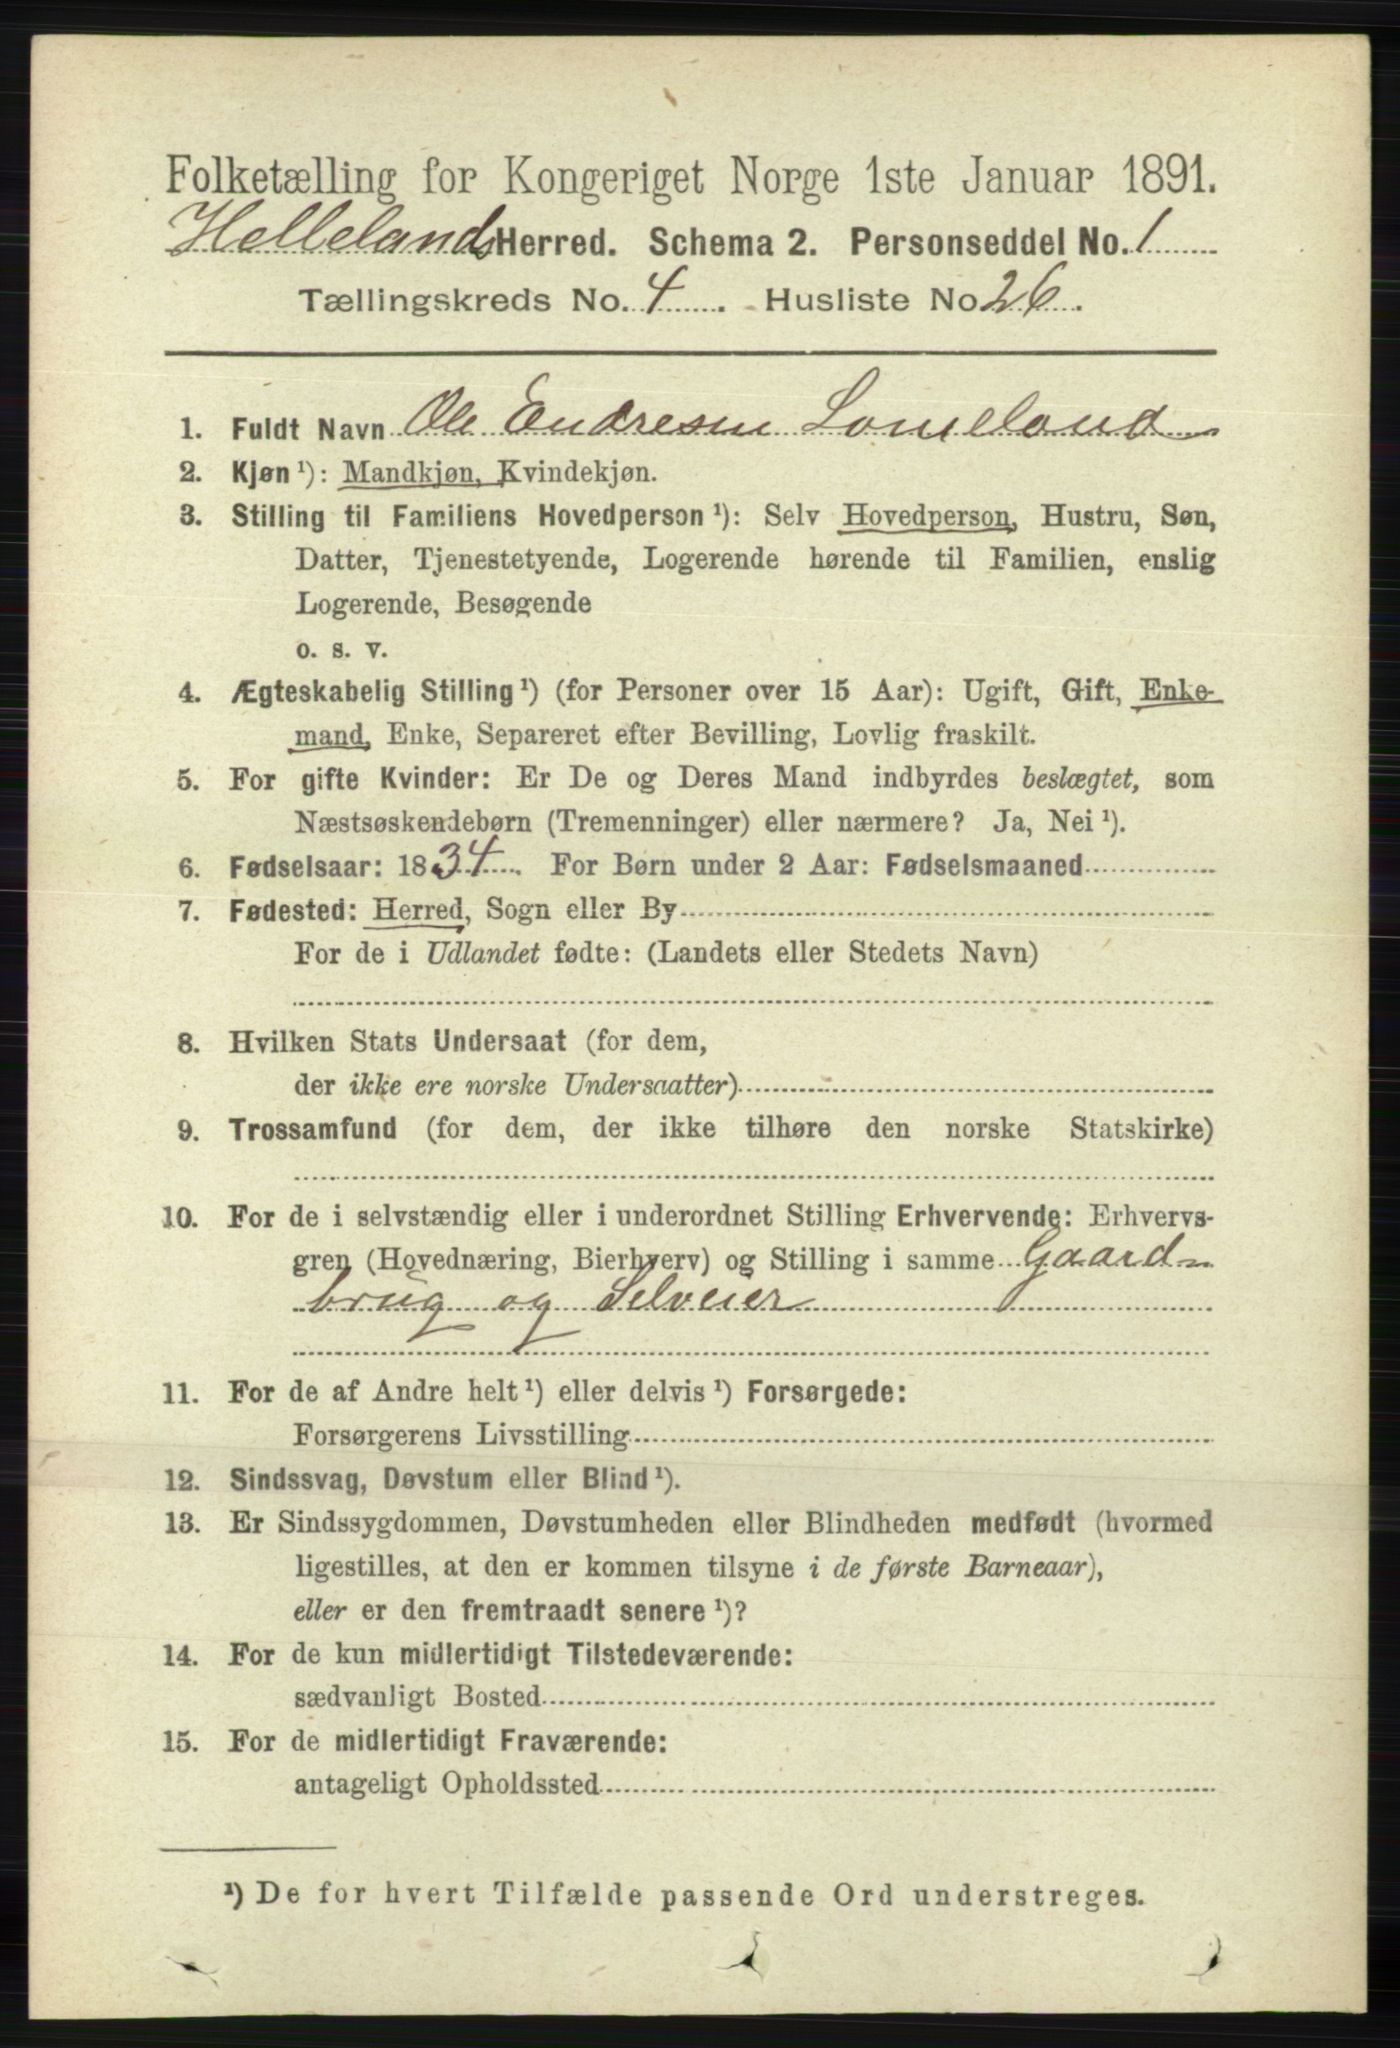 Folketælling for Kongeriget Norge 1ste Januar 1891.
Hellelands Herred. Schema 2. Personseddel No. 1
Tællingskreds No. 4. Husliste No 26.
1. Fuldt Navn Ole Endresen Lomeland
2. Kjøn ¹): Mandkjøn, Kvindekjøn.
3. Stilling til Familiens Hovedperson ¹): Selv Hovedperson, Hustru, Søn,
Datter, Tjenestetyende, Logerende hørende til Familien, enslig
Logerende, Besøgende
o. s. v.
4. Ægteskabelig Stilling ¹) (for Personer over 15 Aar): Ugift, Gift, Enke-
mand, Enke, Separeret efter Bevilling, Lovlig fraskilt.
5. For gifte Kvinder: Er De og Deres Mand indbyrdes beslægtet, som
Næstsøskendebørn (Tremenninger) eller nærmere? Ja, Nei ¹).
6. Fødselsaar: 1834. For Børn under 2 Aar: Fødselsmaaned
7. Fødested: Herred, Sogn eller By
For de i Udlandet fødte: (Landets eller Stedets Navn)
8. Hvilken Stats Undersaat (for dem,
der ikke ere norske Undersaatter)
9. Trossamfund (for dem, der ikke tilhøre den norske Statskirke)
10. For de i selvstændig eller i underordnet Stilling Erhvervende: Erhvervs-
gren (Hovednæring, Bierhverv) og Stilling i samme Gaard-
brug og Selveier
11. For de af Andre helt ¹) eller delvis ¹) Forsørgede:
Forsørgerens Livsstilling
12. Sindssvag, Døvstum eller Blind ¹).
13. Er Sindssygdommen, Døvstumheden eller Blindheden medfødt (hvormed
ligestilles, at den er kommen tilsyne i de første Barneaar),
eller er den fremtraadt senere ¹)?
14. For de kun midlertidigt Tilstedeværende:
sædvanligt Bosted
15. For de midlertidigt Fraværende:
antageligt Opholdssted
¹) De for hvert Tilfælde passende Ord understreges.